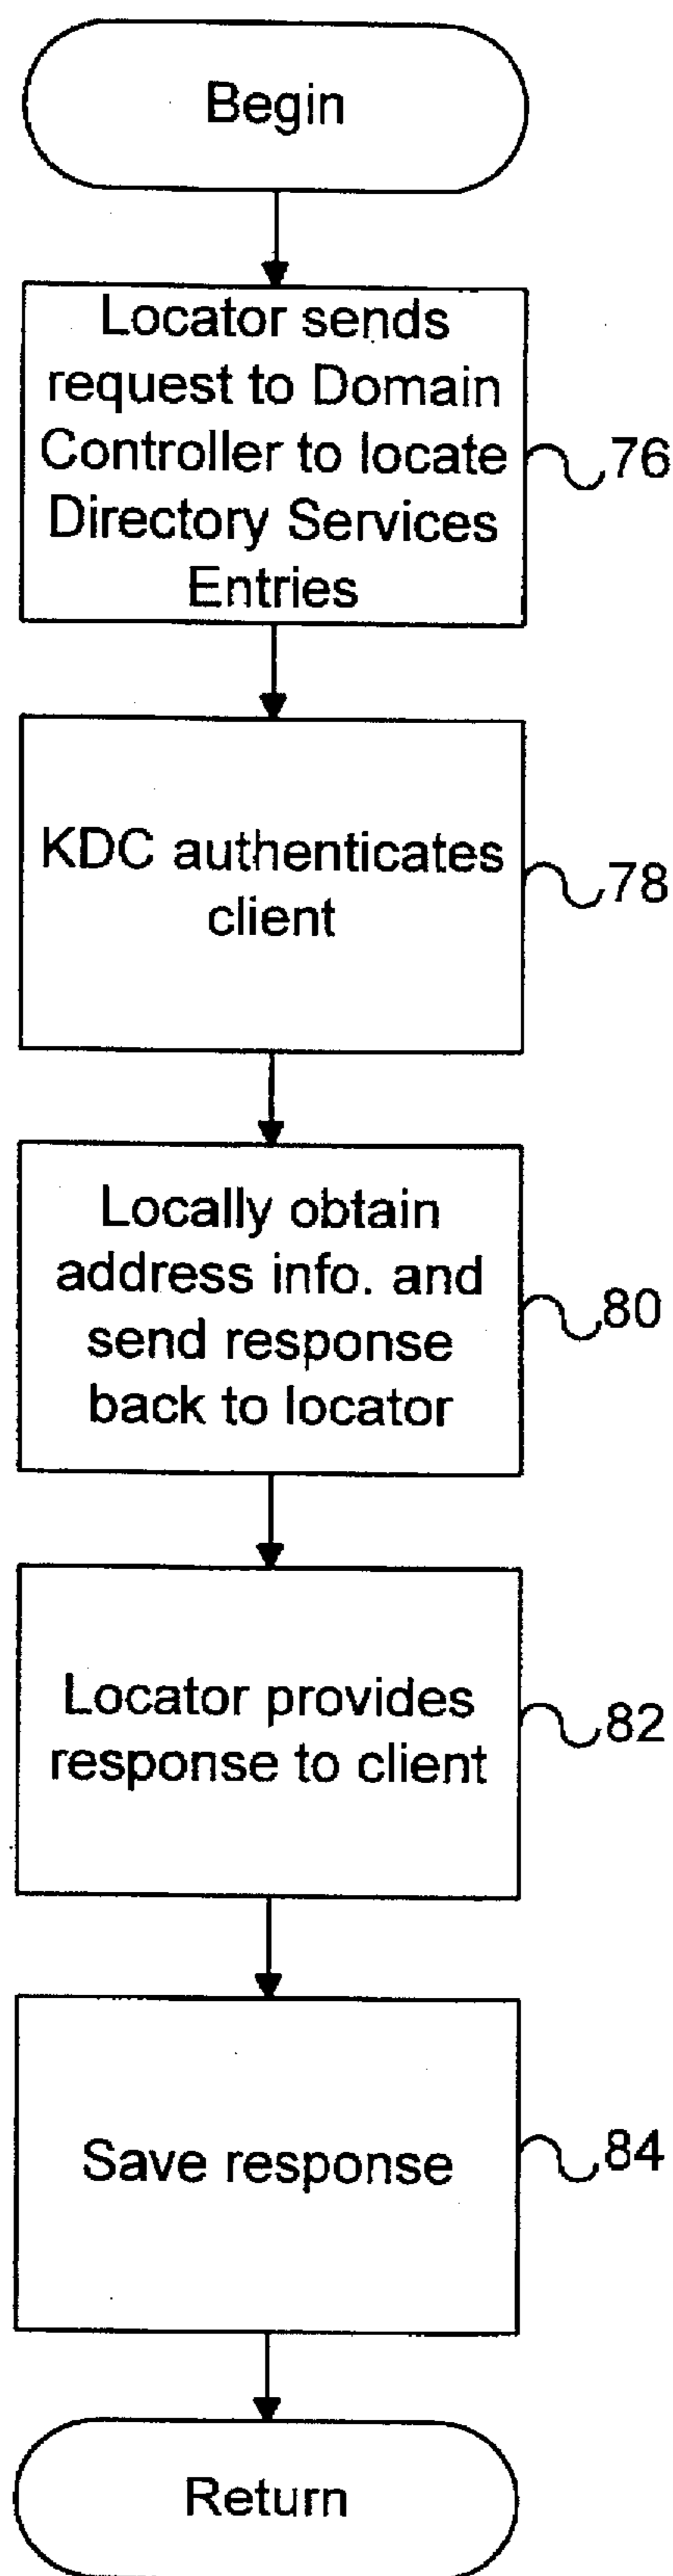 Begin
Locator sends
request to Domain
Controller to locate
Directory Services
Entries
76
KDC authenticates
client
78
Locally obtain
address info. and
send response
back to locator
80
Locator provides
response to client
82
Save response
84
Return